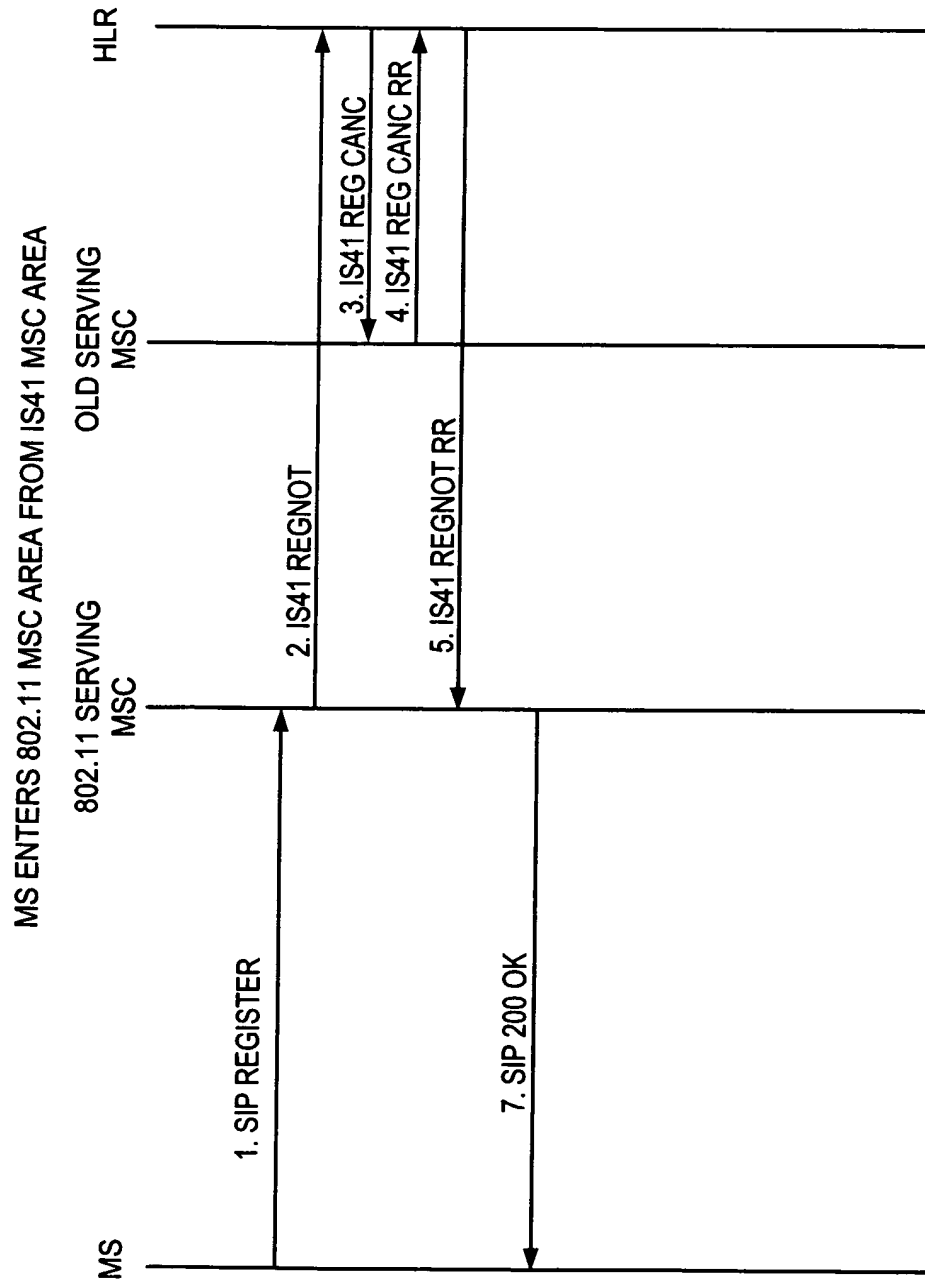 MS ENTERS 802.11 MSC AREA FROM IS41 MSC AREA
MS
802.11 SERVING
MSC
OLD SERVING
MSC
HLR
1. SIP REGISTER
2. IS41 REGNOT
3. IS41 REG CANC
4. IS41 REG CANC RR
5. IS41 REGNOT RR
7. SIP 200 OK